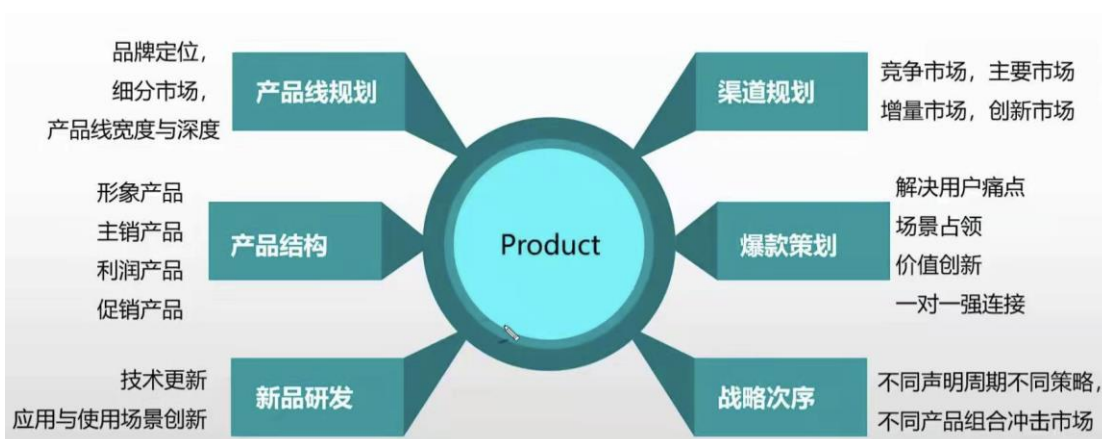 品牌定位，
细分市场，
产品线宽度与深度
产品线规划
形象产品
主销产品
利润产品
促销产品
产品结构
技术更新
应用与使用场景创新
新品研发
Product
渠道规划
竞争市场，主要市场
增量市场，创新市场
爆款策划
解决用户痛点
场景占领
价值创新
一对一强连接
战略次序
不同声明周期不同策略，
不同产品组合冲击市场